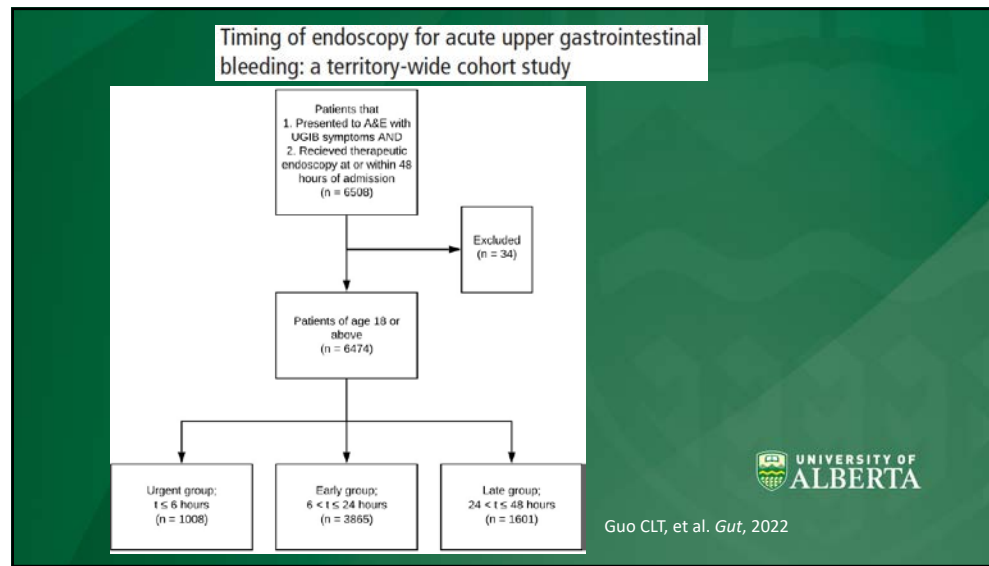 Timing of endoscopy for acute upper gastrointestinal
bleeding: a territory-wide cohort study
Patients that
1. Presented to A&E with
UGIB symptoms AND
2. Recieved therapeutic
endoscopy at or within 48
hours of admission
(n = 6508)
Excluded
(n = 34)
Patients of age 18 or
above
(n = 6474)
Urgent group;
t ≤ 6 hours
(n = 1008)
Early group;
6 < t ≤ 24 hours
(n = 3865)
Late group;
24 < t ≤ 48 hours
(n = 1601)
UNIVERSITY OF
ALBERTA
Guo CLT, et al. Gut, 2022